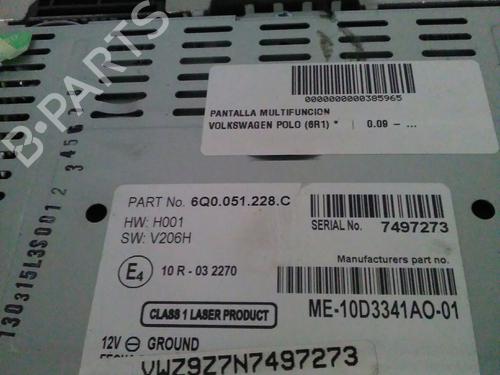 B-PARTS
0000000000385965
PANTALLA MULTIFUNCION
VOLKSWAGEN POLO (6R1) * | 0.09 - ...
PART No. 6Q0.051.228.C
HW: H001
SW: V206H
SERIAL No. 7497273
Manufacturers part no.
E4 10 R - 03 2270
CLASS 1 LASER PRODUCT
ME-10D3341AO-01
12V GROUND
VWZ9Z7N7497273
130315L3S0012
3456